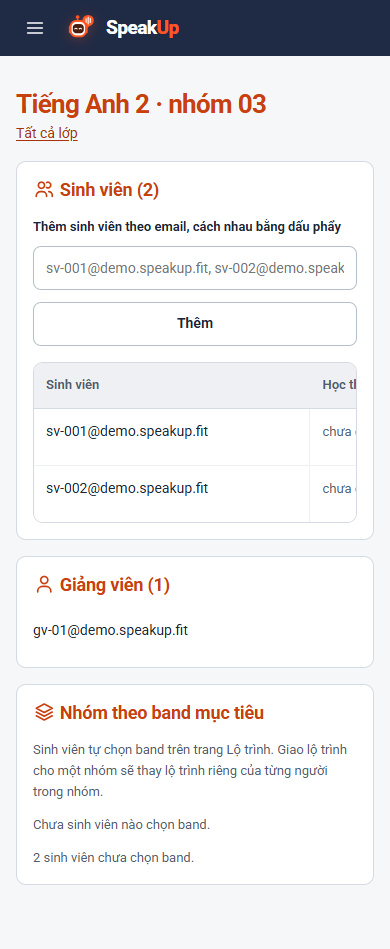 SpeakUp
Tiếng Anh 2 · nhóm 03
Tất cả lớp
Sinh viên (2)
Thêm sinh viên theo email, cách nhau bằng dấu phẩy
sv-001@demo.speakup.fit, sv-002@demo.speak
Thêm
Sinh viên Học
sv-001@demo.speakup.fit chưa
sv-002@demo.speakup.fit chưa
Giảng viên (1)
gv-01@demo.speakup.fit
Nhóm theo band mục tiêu
Sinh viên tự chọn band trên trang Lộ trình. Giao lộ trình
cho một nhóm sẽ thay lộ trình riêng của từng người
trong nhóm.
Chưa sinh viên nào chọn band.
2 sinh viên chưa chọn band.